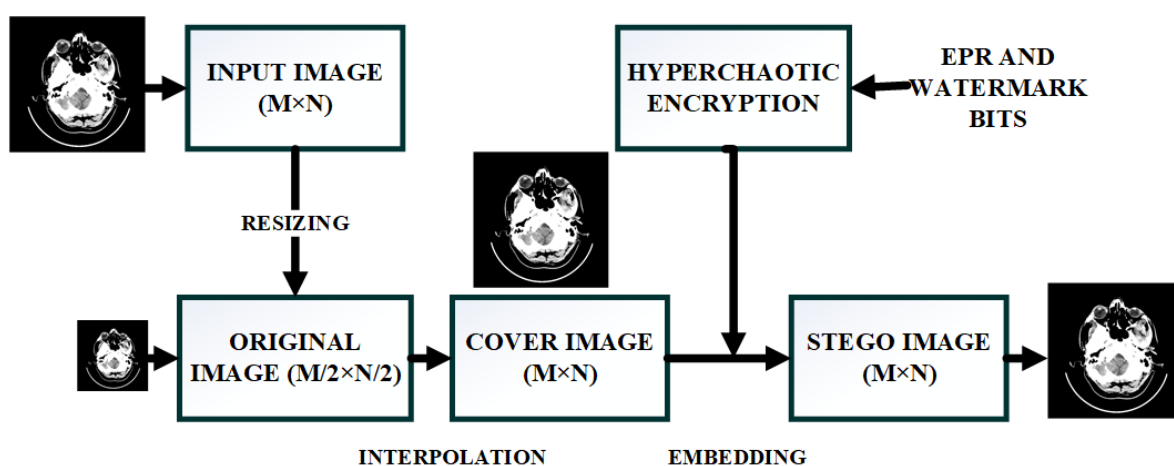 INPUT IMAGE
(M×N)
HYPERCHAOTIC
ENCRYPTION
EPR AND
WATERMARK
BITS
RESIZING
ORIGINAL
IMAGE (M/2×N/2)
COVER IMAGE
(M×N)
STEGO IMAGE
(M×N)
INTERPOLATION
EMBEDDING